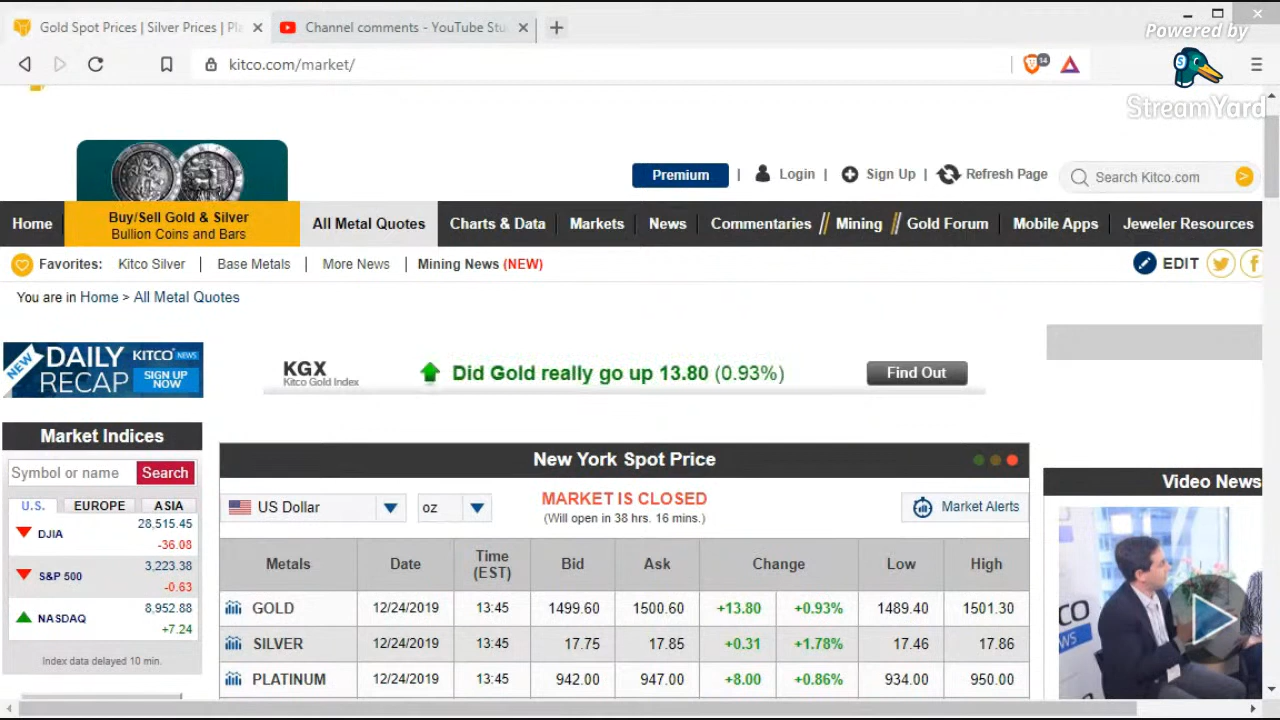 Gold Spot Prices | Silver Prices | Pla
Channel comments - YouTube Stu
Powered by
kitco.com/market/
14
StreamYard
Premium | Login | Sign Up | Refresh Page
Search Kitco.com
Home
Buy/Sell Gold & Silver
Bullion Coins and Bars
All Metal Quotes
Charts & Data
Markets
News
Commentaries
Mining
Gold Forum
Mobile Apps
Jeweler Resources
Favorites: Kitco Silver | Base Metals | More News | Mining News (NEW)
EDIT
You are in Home > All Metal Quotes
NEW
DAILY RECAP
KITCO NEWS
SIGN UP NOW
KGX
Kitco Gold Index
Did Gold really go up 13.80 (0.93%)
Find Out
Market Indices
Symbol or name Search
U.S. EUROPE ASIA
DJIA 28,515.45
-36.08
S&P 500 3,223.38
-0.63
NASDAQ 8,952.88
+7.24
Index data delayed 10 min.
New York Spot Price
US Dollar
oz
MARKET IS CLOSED
(Will open in 38 hrs. 16 mins.)
Market Alerts
Metals Date Time (EST) Bid Ask Change Low High
GOLD 12/24/2019 13:45 1499.60 1500.60 +13.80 +0.93% 1489.40 1501.30
SILVER 12/24/2019 13:45 17.75 17.85 +0.31 +1.78% 17.46 17.86
PLATINUM 12/24/2019 13:45 942.00 947.00 +8.00 +0.86% 934.00 950.00
Video News